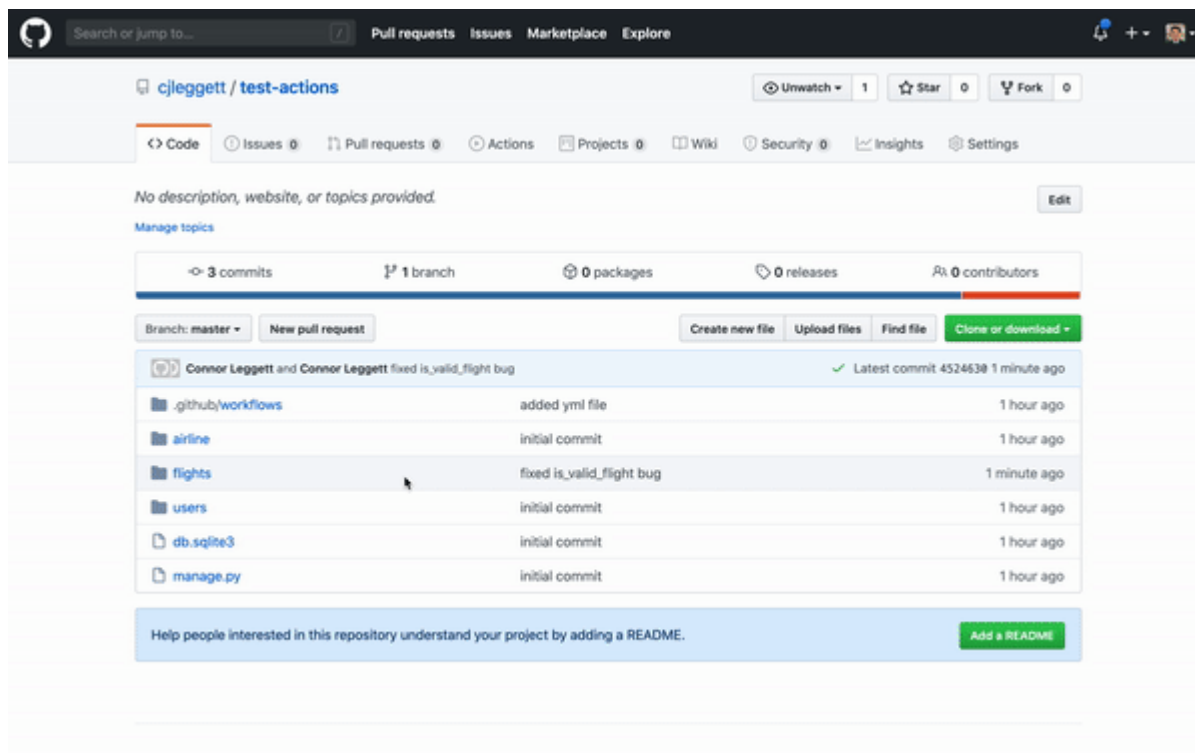 Search or jump to... / Pull requests Issues Marketplace Explore
cjleggett / test-actions Unwatch 1 Star 0 Fork 0
Code Issues 0 Pull requests 0 Actions Projects 0 Wiki Security 0 Insights Settings
No description, website, or topics provided. Edit
Manage topics
3 commits 1 branch 0 packages 0 releases 0 contributors
Branch: master New pull request Create new file Upload files Find file Clone or download
Connor Leggett and Connor Leggett fixed is_valid_flight bug Latest commit 4524630 1 minute ago
.github/workflows added yml file 1 hour ago
airline initial commit 1 hour ago
flights fixed is_valid_flight bug 1 minute ago
users initial commit 1 hour ago
db.sqlite3 initial commit 1 hour ago
manage.py initial commit 1 hour ago
Help people interested in this repository understand your project by adding a README. Add a README